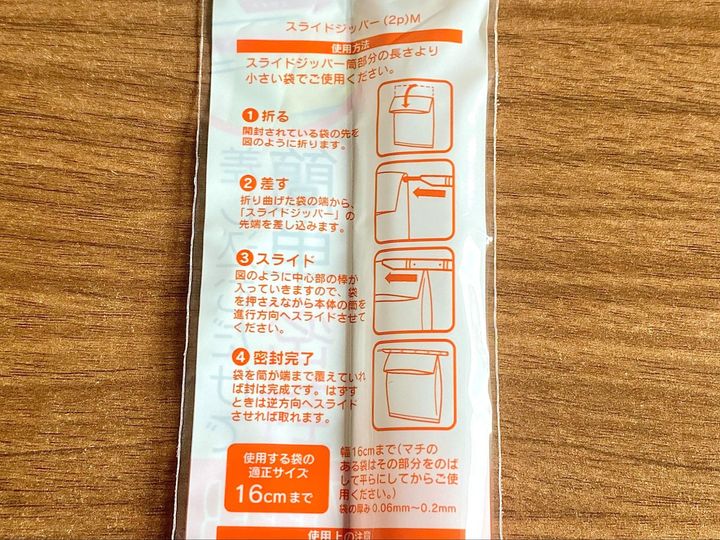 スライドジッパー(2p)M
使用方法
スライドジッパー筒部分の長さより
小さい袋でご使用ください。
1 折る
開封されている袋の先を
図のように折ります。
2 差す
折り曲げた袋の端から、
「スライドジッパー」の
先端を差し込みます。
3 スライド
図のように中心部の棒が
入っていきますので、袋
を押さえながら本体の筒を
進行方向へスライドさせて
ください。
4 密封完了
袋を筒が端まで覆えていれ
ば封は完成です。はずす
ときは逆方向へスライド
させれば取れます。
使用する袋の
適正サイズ
16cmまで
幅16cmまで(マチの
ある袋はその部分をのば
して平らにしてからご使
用ください。)
袋の厚み0.06mm〜0.2mm
使用上の注意